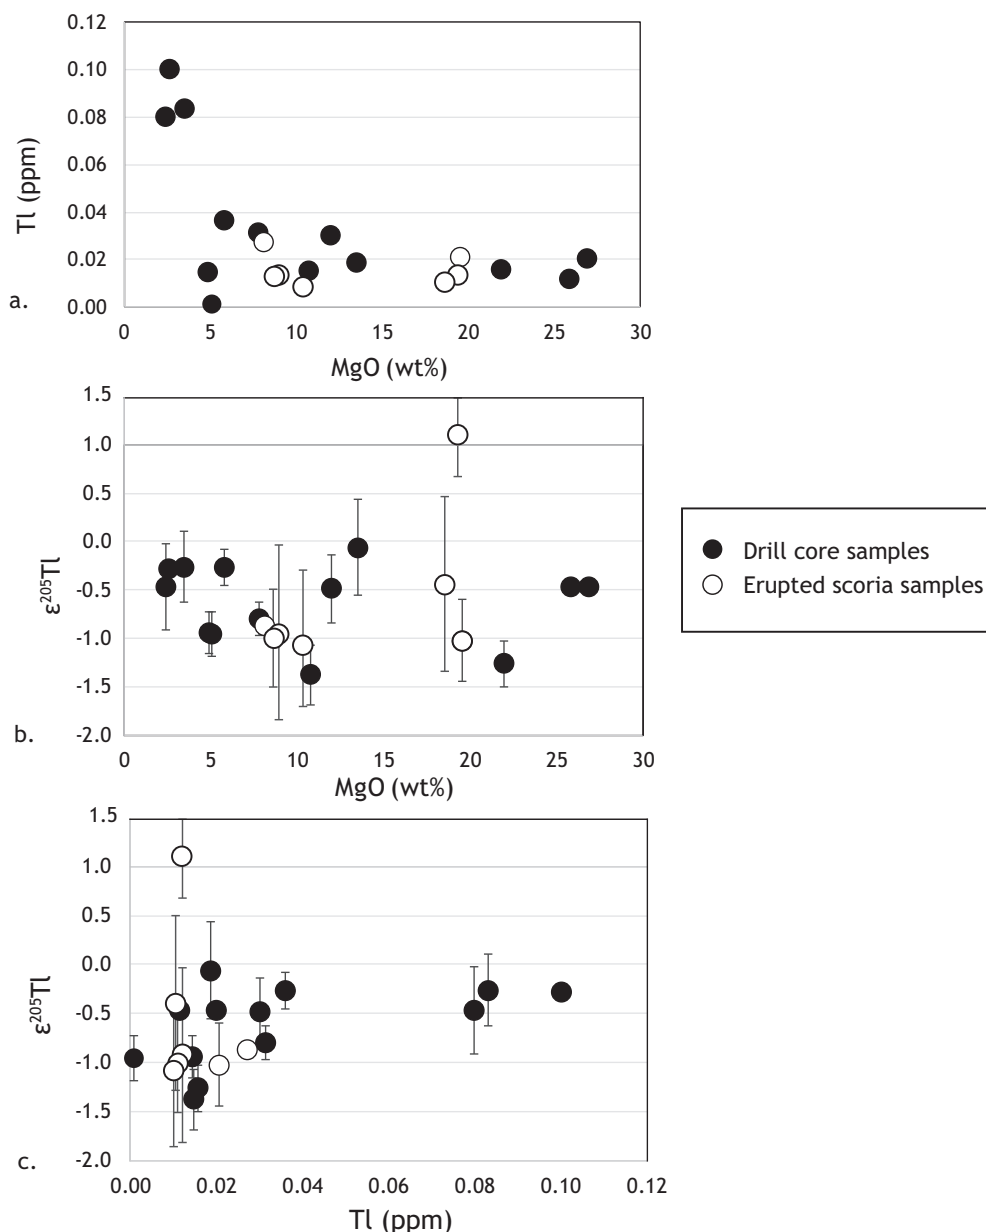 0.12
0.10
0.08
0.06
0.04
0.02
0.00
Tl (ppm)
a.
0 5 10 15 20 25 30
MgO (wt%)
1.5
1.0
0.5
0.0
-0.5
-1.0
-1.5
-2.0
ε²⁰⁵Tl
b.
0 5 10 15 20 25 30
MgO (wt%)
Drill core samples
Erupted scoria samples
1.5
1.0
0.5
0.0
-0.5
-1.0
-1.5
-2.0
ε²⁰⁵Tl
c.
0.00 0.02 0.04 0.06 0.08 0.10 0.12
Tl (ppm)